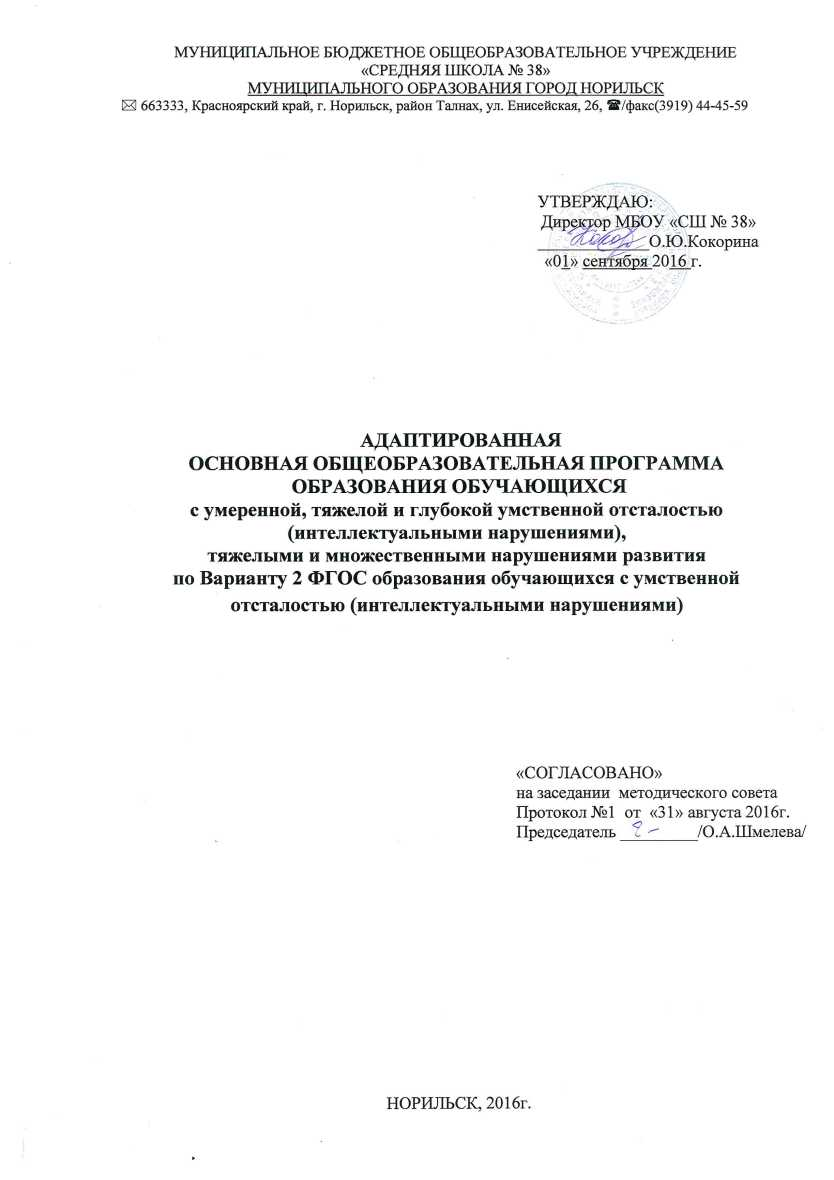 МУНИЦИПАЛЬНОЕ БЮДЖЕТНОЕ ОБЩЕОБРАЗОВАТЕЛЬНОЕ УЧРЕЖДЕНИЕ
«СРЕДНЯЯ ШКОЛА № 38»
МУНИЦИПАЛЬНОГО ОБРАЗОВАНИЯ ГОРОД НОРИЛЬСК
🖂 663333, Красноярский край, г. Норильск, район Талнах, ул. Енисейская, 26, ☎/факс(3919) 44-45-59
УТВЕРЖДАЮ:
Директор МБОУ «СШ № 38»
____________О.Ю.Кокорина
«01» сентября 2016 г.
АДАПТИРОВАННАЯ
ОСНОВНАЯ ОБЩЕОБРАЗОВАТЕЛЬНАЯ ПРОГРАММА
ОБРАЗОВАНИЯ ОБУЧАЮЩИХСЯ
с умеренной, тяжелой и глубокой умственной отсталостью
(интеллектуальными нарушениями),
тяжелыми и множественными нарушениями развития
по Варианту 2 ФГОС образования обучающихся с умственной
отсталостью (интеллектуальными нарушениями)
«СОГЛАСОВАНО»
на заседании методического совета
Протокол №1 от «31» августа 2016г.
Председатель _________/О.А.Шмелева/
НОРИЛЬСК, 2016г.